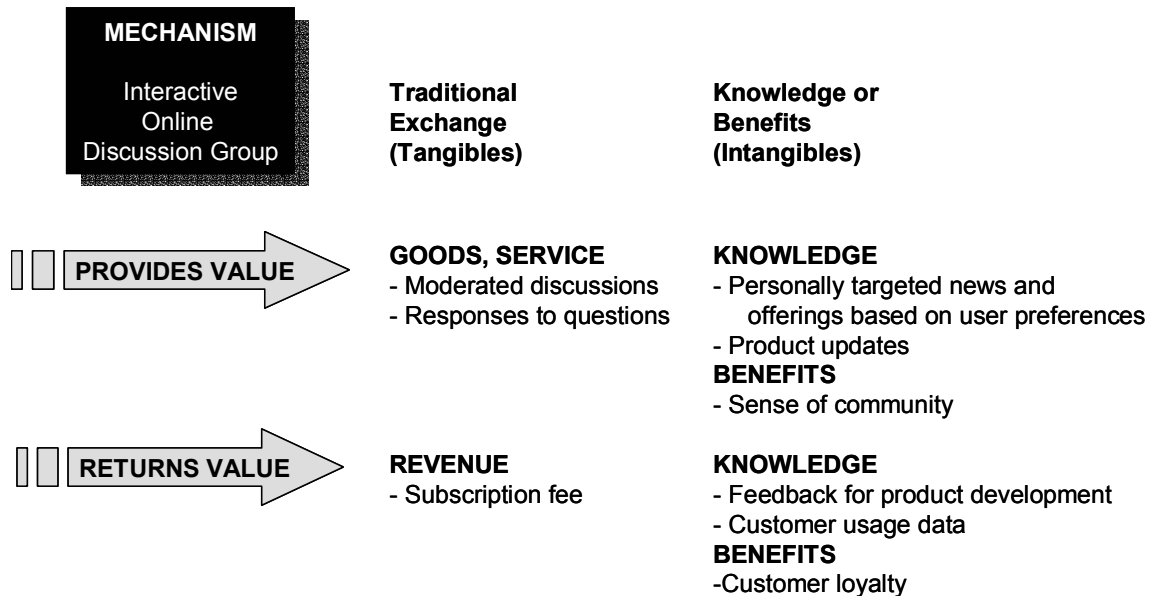 MECHANISM
Interactive
Online
Discussion Group
Traditional
Exchange
(Tangibles)
Knowledge or
Benefits
(Intangibles)
PROVIDES VALUE
GOODS, SERVICE
- Moderated discussions
- Responses to questions
KNOWLEDGE
- Personally targeted news and
offerings based on user preferences
- Product updates
BENEFITS
- Sense of community
RETURNS VALUE
REVENUE
- Subscription fee
KNOWLEDGE
- Feedback for product development
- Customer usage data
BENEFITS
-Customer loyalty